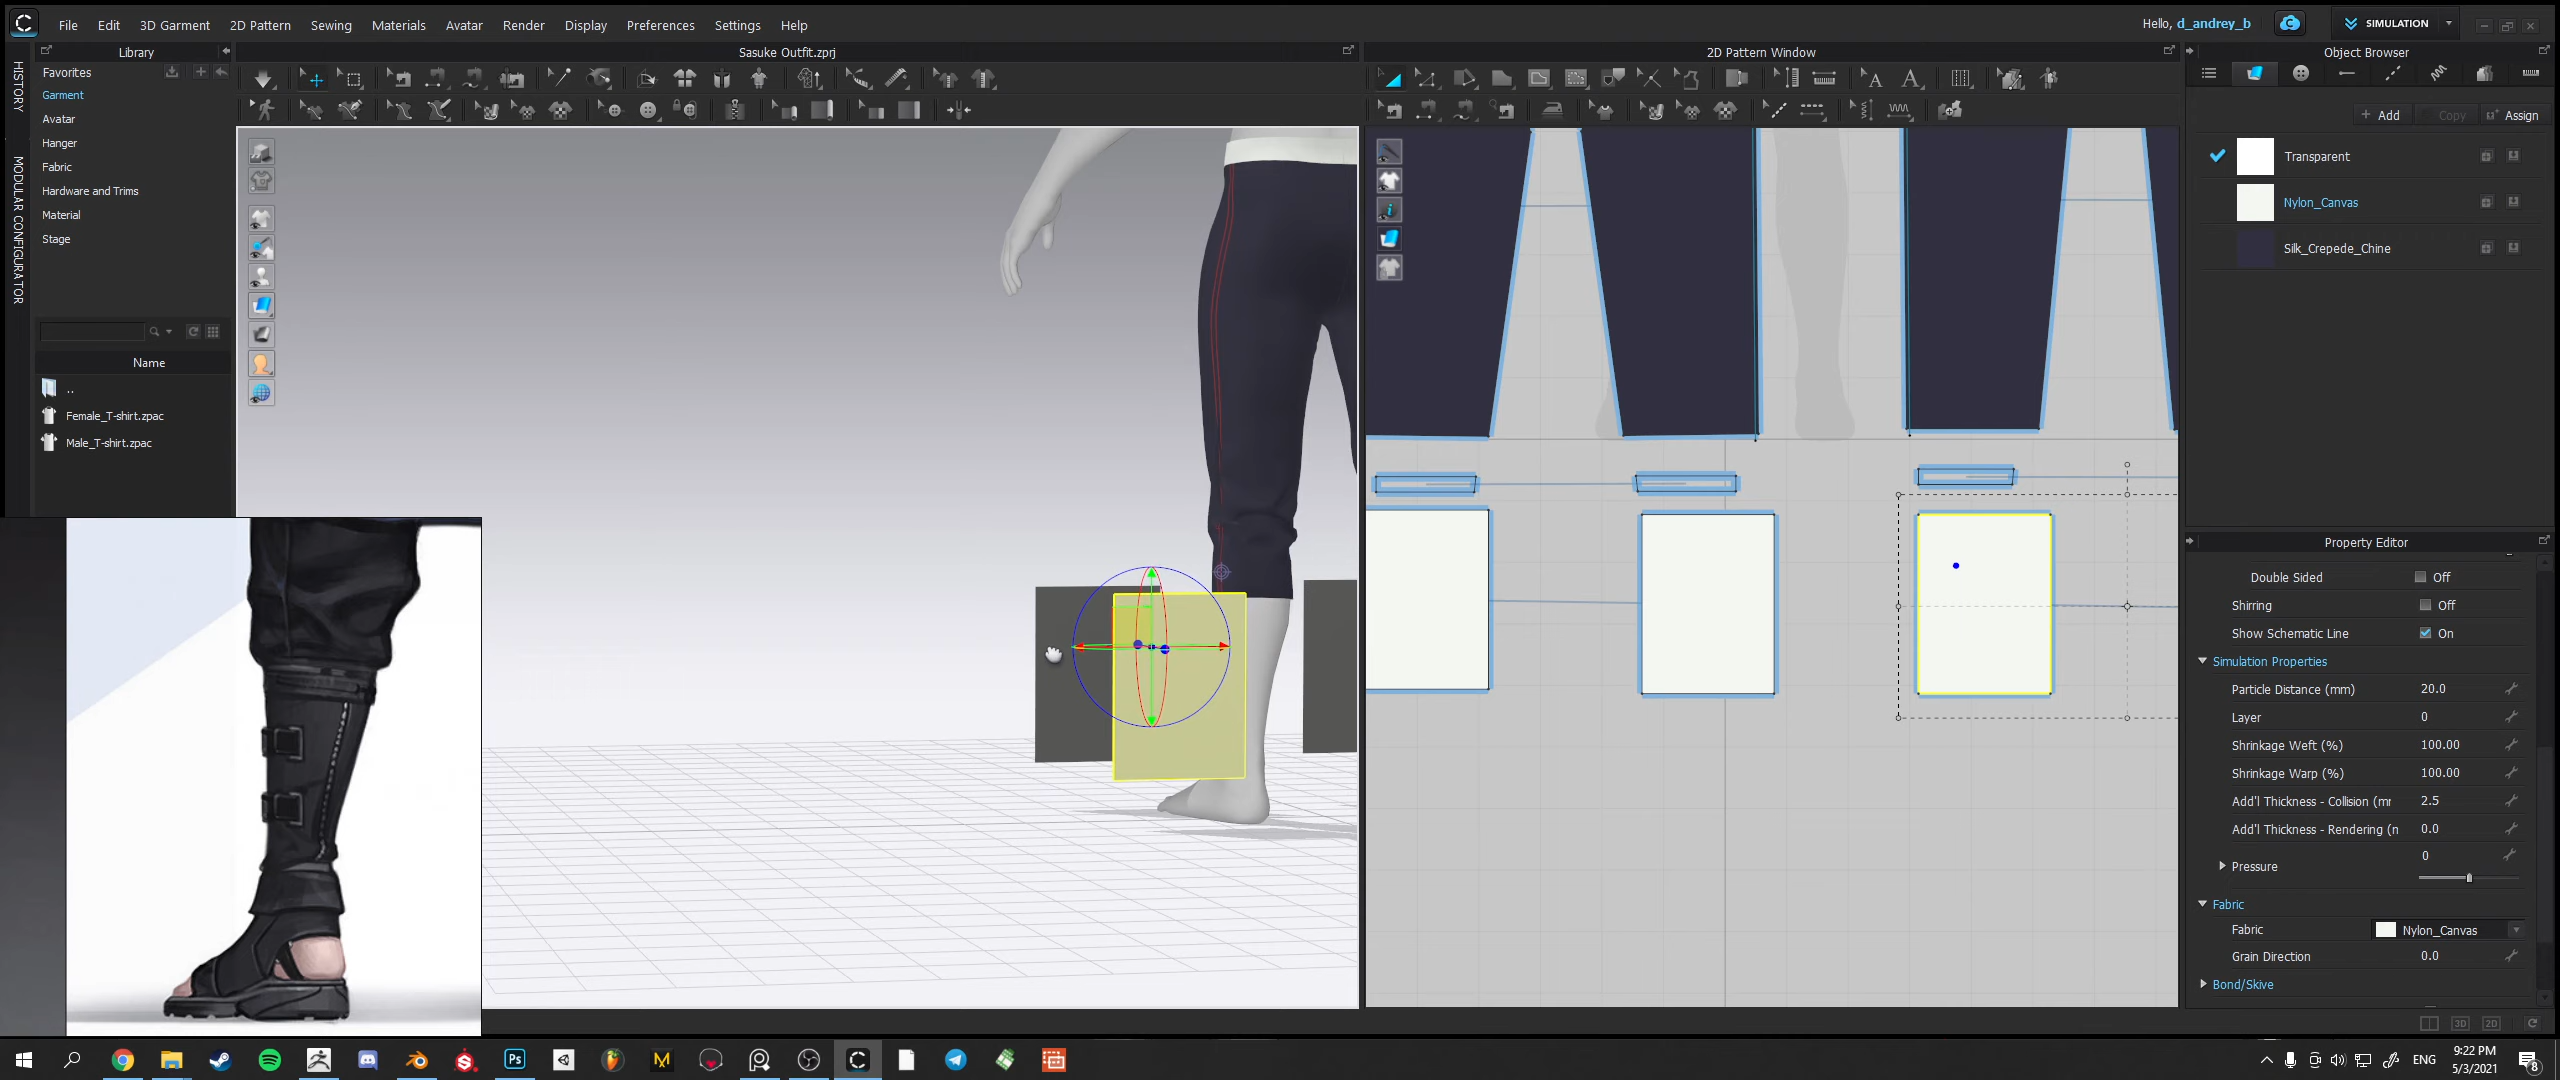 File Edit 3D Garment 2D Pattern Sewing Materials Avatar Render Display Preferences Settings Help
Hello, d_andrey_b
SIMULATION
Library
Sasuke Outfit.zprj
2D Pattern Window
Object Browser
HISTORY
MODULAR CONFIGURATOR
Favorites
Garment
Avatar
Hanger
Fabric
Hardware and Trims
Material
Stage
Name
..
Female_T-shirt.zpac
Male_T-shirt.zpac
Add
Copy
Assign
Transparent
Nylon_Canvas
Silk_Crepede_Chine
Property Editor
Double Sided Off
Shirring Off
Show Schematic Line On
Simulation Properties
Particle Distance (mm) 20.0
Layer 0
Shrinkage Weft (%) 100.00
Shrinkage Warp (%) 100.00
Add'l Thickness - Collision (mr 2.5
Add'l Thickness - Rendering (n 0.0
Pressure 0
Fabric
Fabric Nylon_Canvas
Grain Direction 0.0
Bond/Skive
3D 2D
ENG
9:22 PM
5/3/2021
8